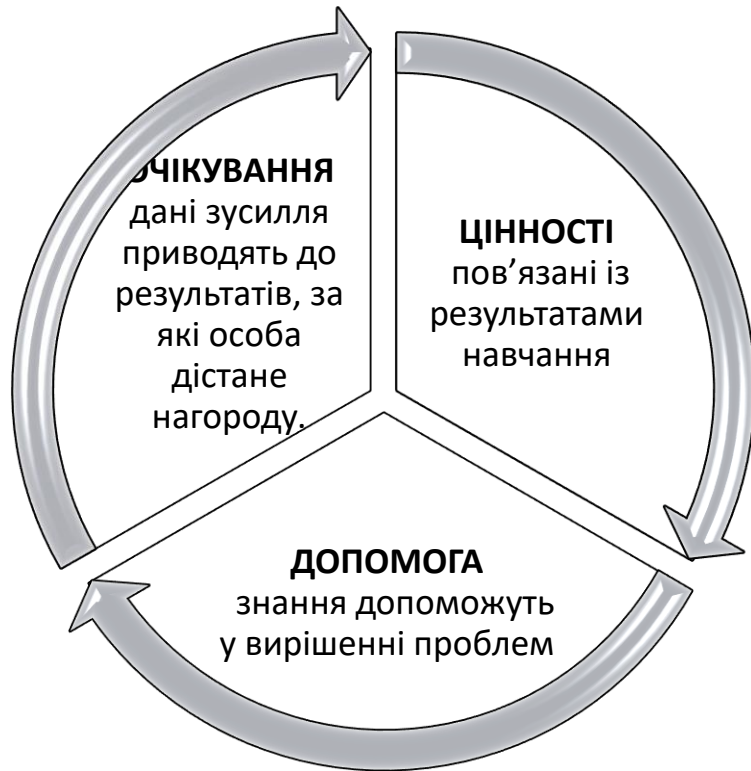 ОЧІКУВАННЯ
дані зусилля
приводять до
результатів, за
які особа
дістане
нагороду.
ЦІННОСТІ
пов’язані із
результатами
навчання
ДОПОМОГА
знання допоможуть
у вирішенні проблем